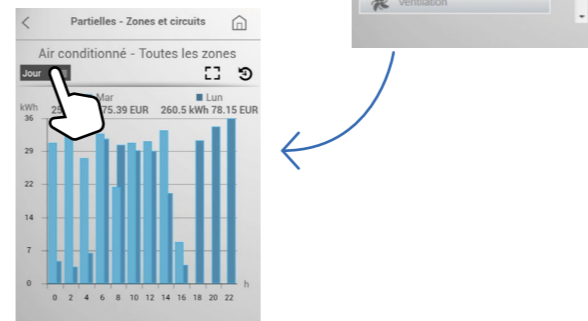 ventilation
Partielles - Zones et circuits
Air conditionné - Toutes les zones
Jour
Mar Lun
kWh 75.39 EUR 260.5 kWh 78.15 EUR
36
29
22
14
7
0
0 2 4 6 8 10 12 14 16 18 20 22 h